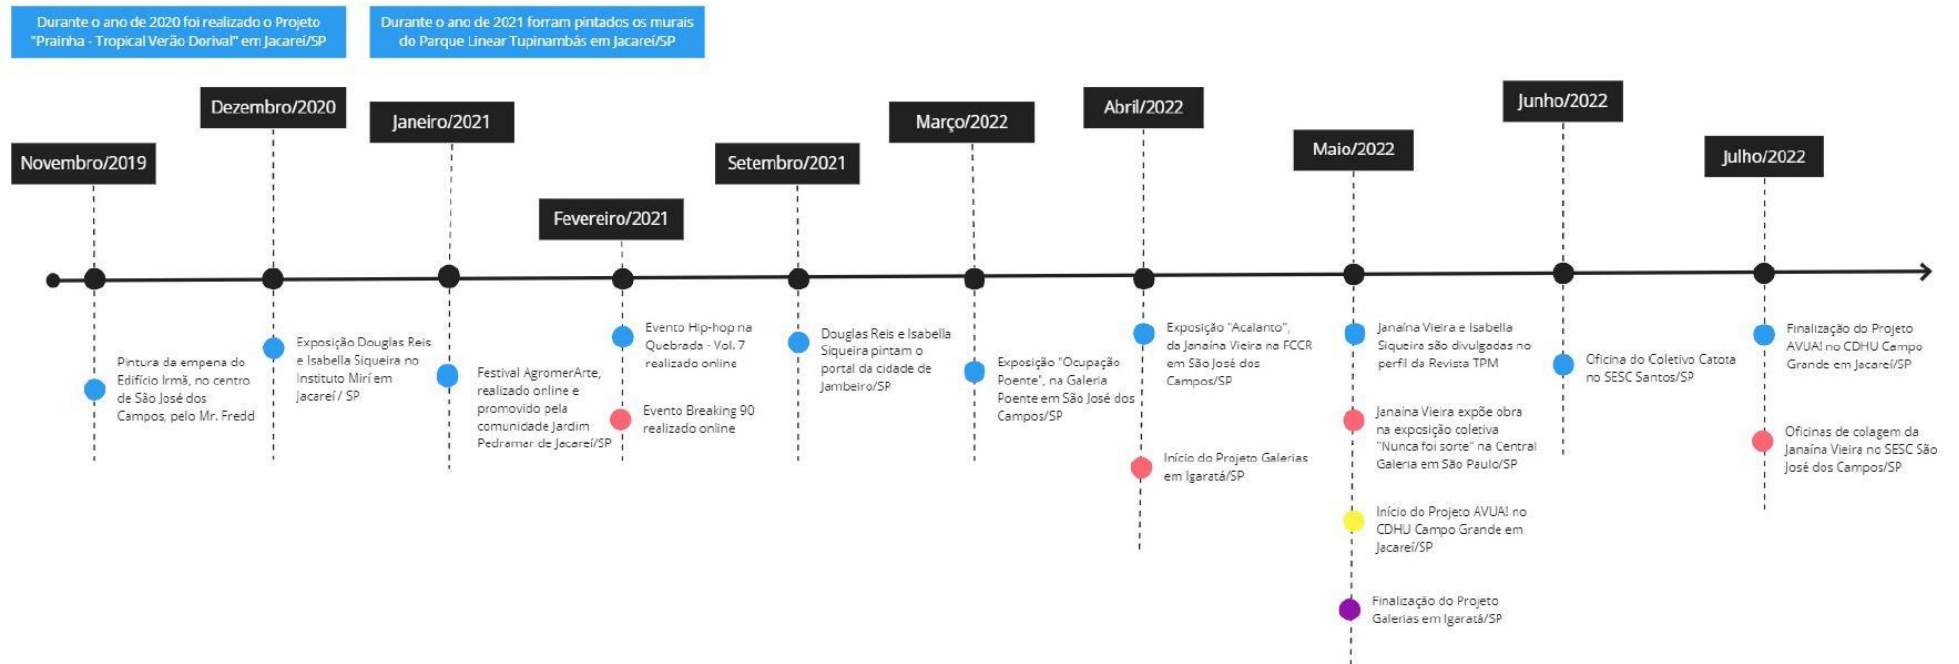 Durante o ano de 2020 foi realizado o Projeto
"Prainha - Tropical Verão Dorival" em Jacareí/SP
Durante o ano de 2021 forram pintados os murais
do Parque Linear Tupinambás em Jacareí/SP
Novembro/2019
Dezembro/2020
Janeiro/2021
Fevereiro/2021
Setembro/2021
Março/2022
Abril/2022
Maio/2022
Junho/2022
Julho/2022
Pintura da empena do
Edifício Irmã, no centro
de São José dos
Campos, pelo Mr. Fredd
Exposição Douglas Reis
e Isabella Siqueira no
Instituto Mirí em
Jacareí / SP
Festival AgromerArte,
realizado online e
promovido pela
comunidade Jardim
Pedramar de Jacareí/SP
Evento Hip-hop na
Quebrada - Vol. 7
realizado online
Evento Breaking 90
realizado online
Douglas Reis e Isabella
Siqueira pintam o
portal da cidade de
Jambeiro/SP
Exposição "Ocupação
Poente", na Galeria
Poente em São José dos
Campos/SP
Exposição "Acalanto",
da Janaína Vieira na FCCR
em São José dos
Campos/SP
Início do Projeto Galerias
em Igaratá/SP
Janaína Vieira e Isabella
Siqueira são divulgadas no
perfil da Revista TPM
Janaína Vieira expõe obra
na exposição coletiva
"Nunca foi sorte" na Central
Galeria em São Paulo/SP
Início do Projeto AVUA! no
CDHU Campo Grande em
Jacareí/SP
Finalização do Projeto
Galerias em Igaratá/SP
Oficina do Coletivo Catota
no SESC Santos/SP
Finalização do Projeto
AVUA! no CDHU Campo
Grande em Jacareí/SP
Oficinas de colagem da
Janaína Vieira no SESC São
José dos Campos/SP